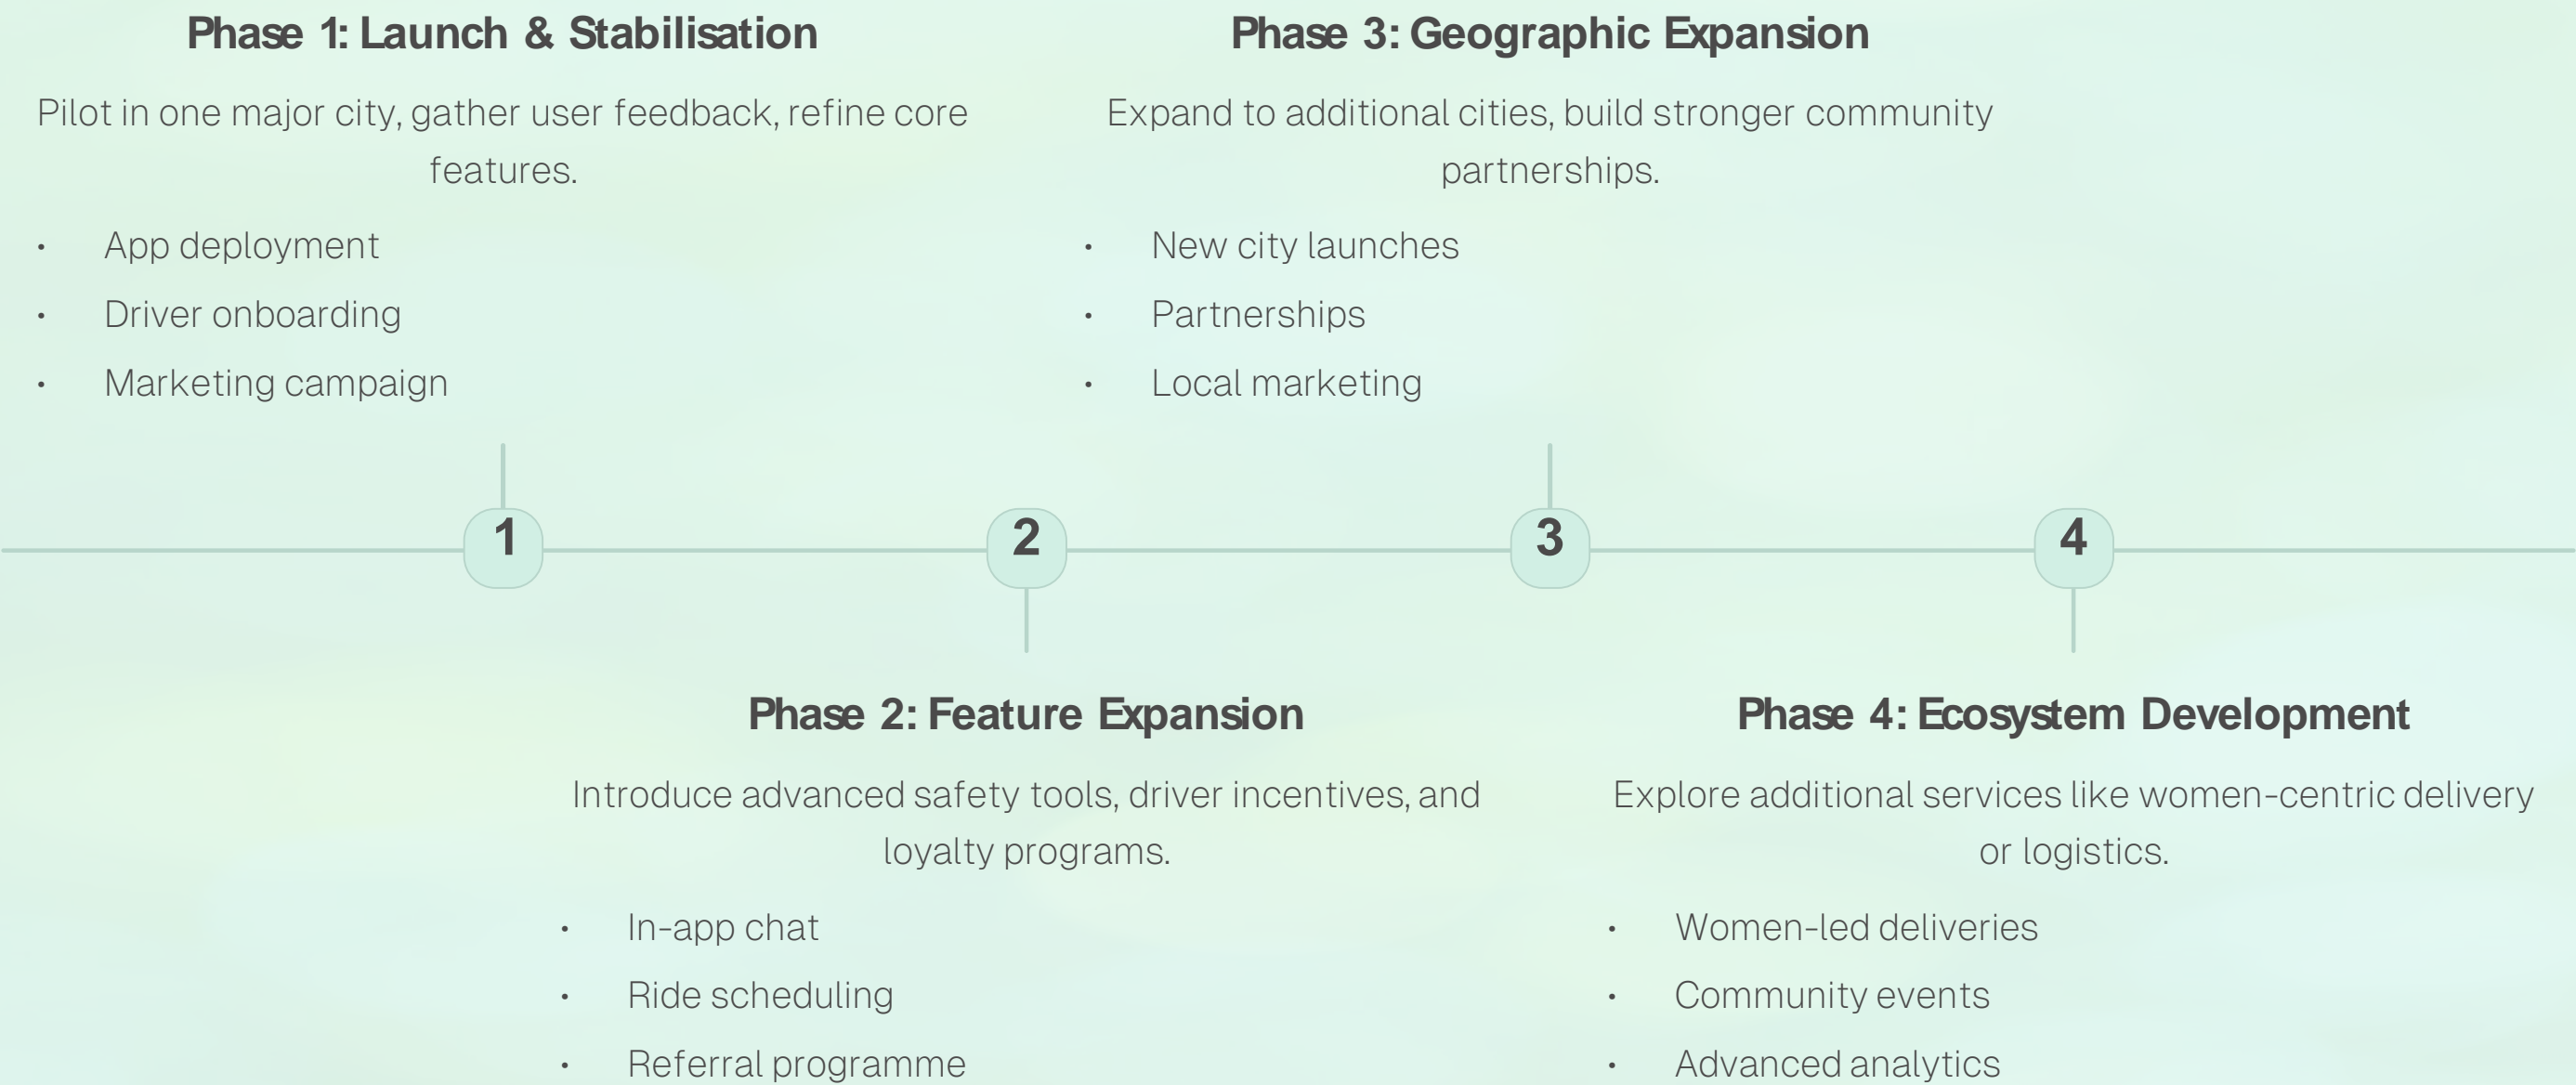 Phase 1: Launch & Stabilisation
Pilot in one major city, gather user feedback, refine core
features.
• App deployment
• Driver onboarding
• Marketing campaign
Phase 3: Geographic Expansion
Expand to additional cities, build stronger community
partnerships.
• New city launches
• Partnerships
• Local marketing
1
2
3
4
Phase 2: Feature Expansion
Introduce advanced safety tools, driver incentives, and
loyalty programs.
• In-app chat
• Ride scheduling
• Referral programme
Phase 4: Ecosystem Development
Explore additional services like women-centric delivery
or logistics.
• Women-led deliveries
• Community events
• Advanced analytics